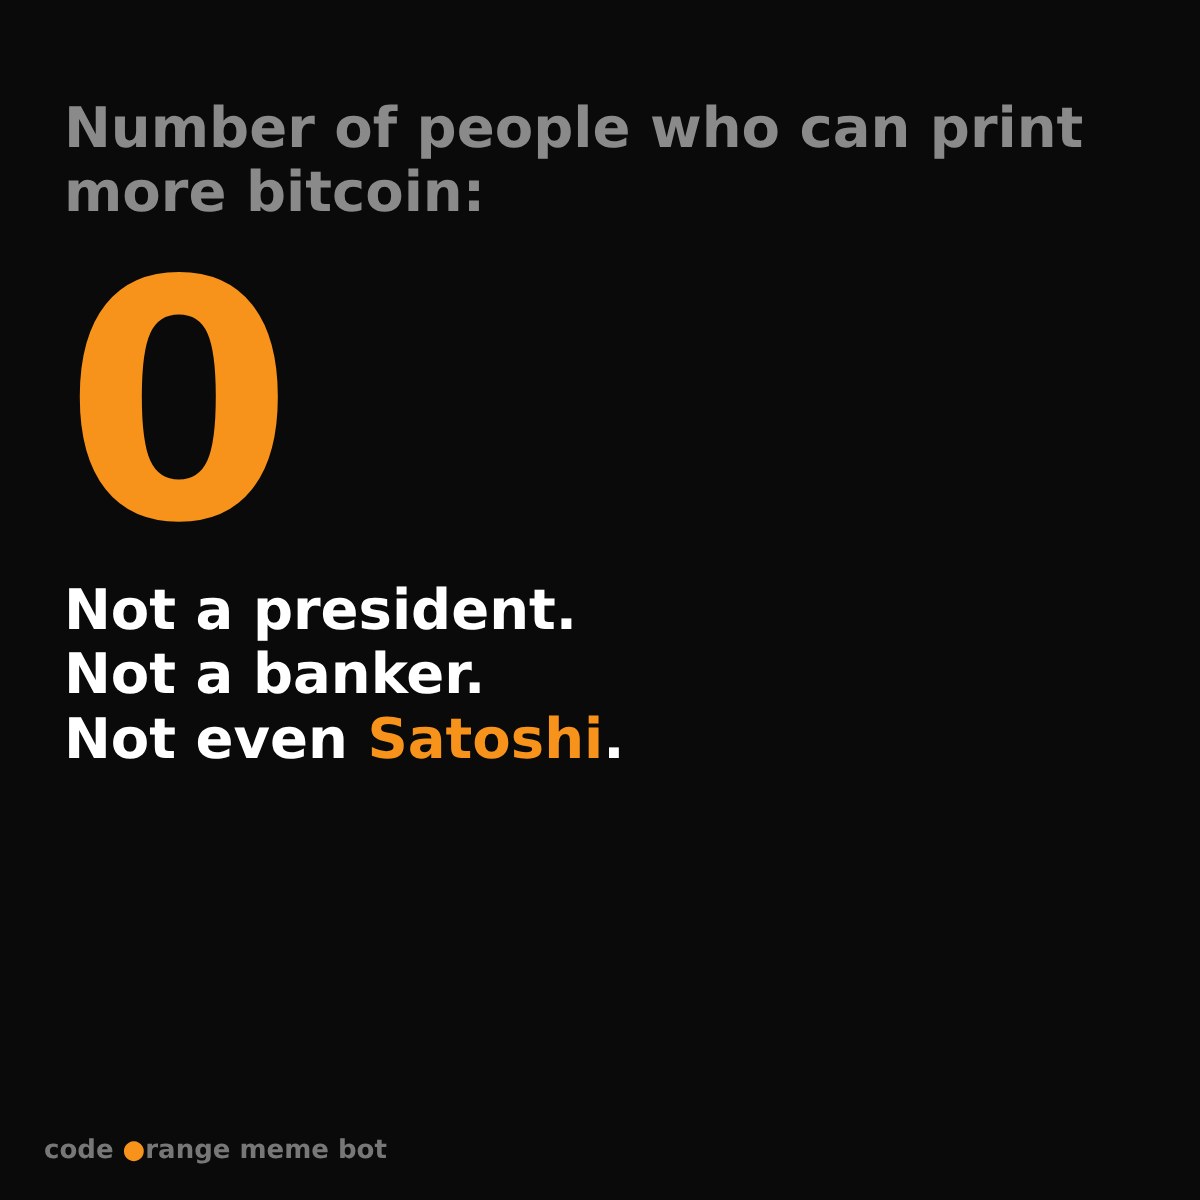 Number of people who can print
more bitcoin:
0
Not a president.
Not a banker.
Not even Satoshi.
code orange meme bot